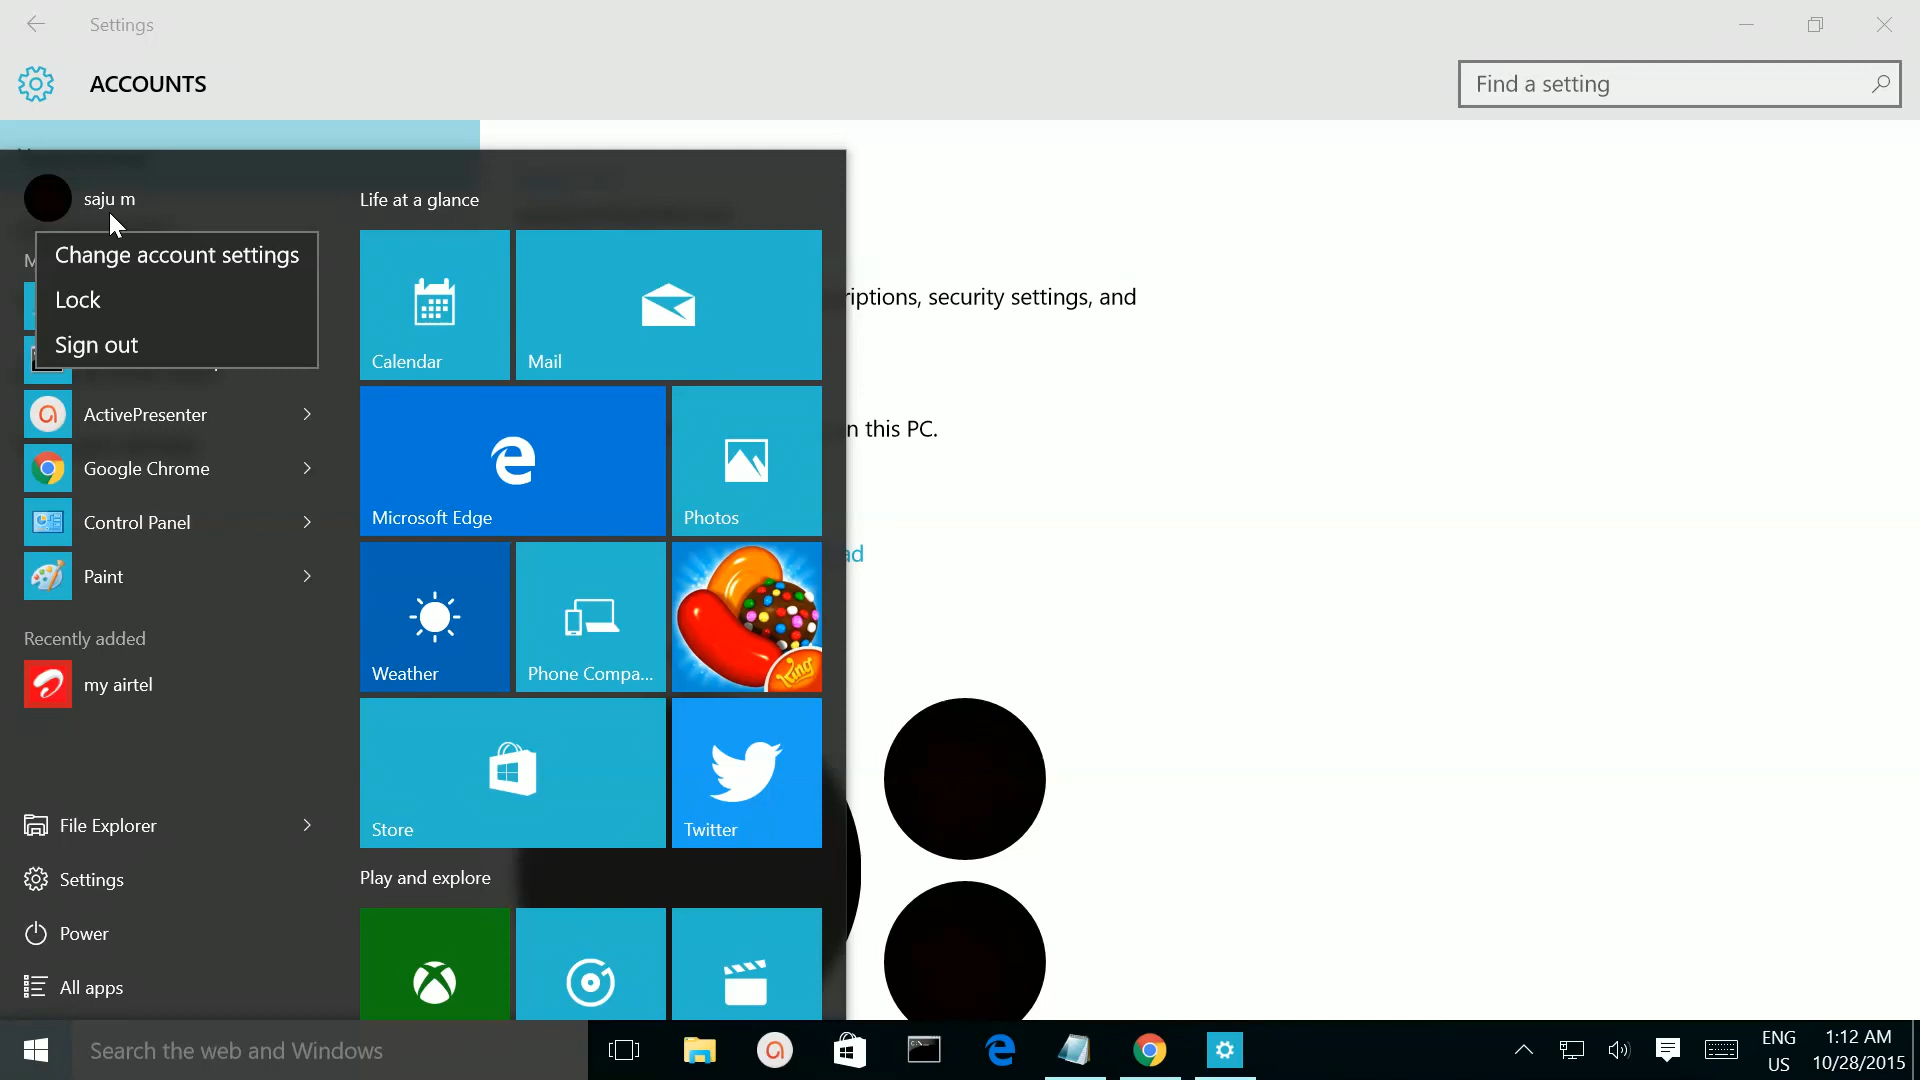 Settings
ACCOUNTS
Find a setting
saju m
Life at a glance
Change account settings
Lock
Sign out
Calendar
Mail
riptions, security settings, and
ActivePresenter
n this PC.
Google Chrome
Microsoft Edge
Photos
Control Panel
ad
Paint
Recently added
Weather
Phone Compa...
King
my airtel
File Explorer
Store
Twitter
Settings
Play and explore
Power
All apps
Search the web and Windows
ENG
US
1:12 AM
10/28/2015